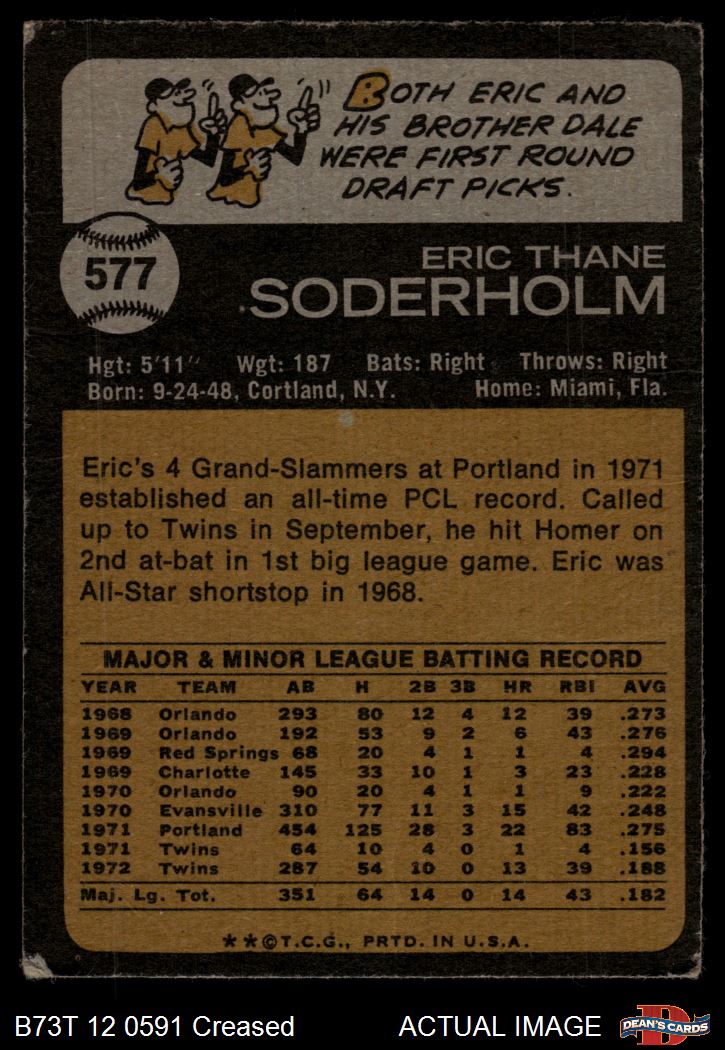 BOTH ERIC AND
HIS BROTHER DALE
WERE FIRST ROUND
DRAFT PICKS.
577
ERIC THANE
SODERHOLM
Hgt: 5'11" Wgt: 187 Bats: Right Throws: Right
Born: 9-24-48, Cortland, N.Y. Home: Miami, Fla.
Eric's 4 Grand-Slammers at Portland in 1971
established an all-time PCL record. Called
up to Twins in September, he hit Homer on
2nd at-bat in 1st big league game. Eric was
All-Star shortstop in 1968.
MAJOR & MINOR LEAGUE BATTING RECORD
YEAR TEAM AB H 2B 3B HR RBI AVG
1968 Orlando 293 80 12 4 12 39 .273
1969 Orlando 192 53 9 2 6 43 .276
1969 Red Springs 68 20 4 1 1 4 .294
1969 Charlotte 145 33 10 1 3 23 .228
1970 Orlando 90 20 4 1 1 9 .222
1970 Evansville 310 77 11 3 15 42 .248
1971 Portland 454 125 28 3 22 83 .275
1971 Twins 64 10 4 0 1 4 .156
1972 Twins 287 54 10 0 13 39 .188
Maj. Lg. Tot. 351 64 14 0 14 43 .182
**©T.C.G., PRTD. IN U.S.A.
B73T 12 0591 Creased ACTUAL IMAGE
D
DEAN'S CARDS